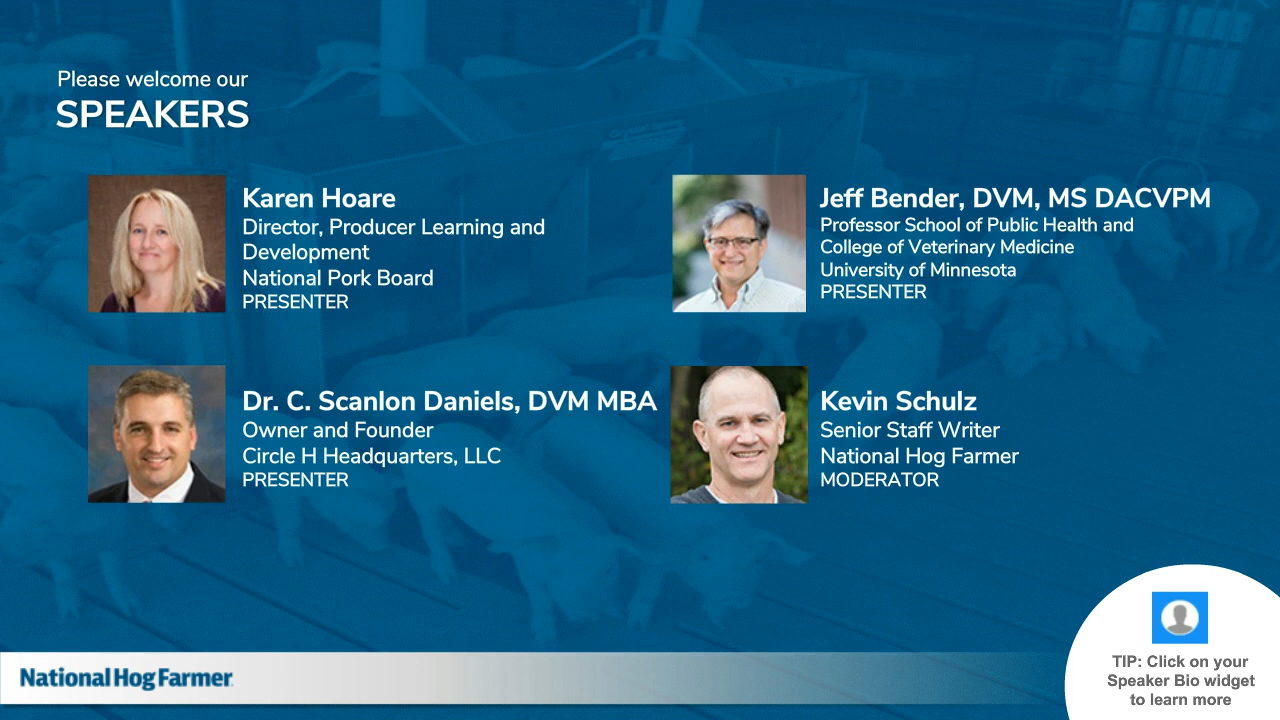 Please welcome our
SPEAKERS
Karen Hoare
Director, Producer Learning and
Development
National Pork Board
PRESENTER
Jeff Bender, DVM, MS DACVPM
Professor School of Public Health and
College of Veterinary Medicine
University of Minnesota
PRESENTER
Dr. C. Scanlon Daniels, DVM MBA
Owner and Founder
Circle H Headquarters, LLC
PRESENTER
Kevin Schulz
Senior Staff Writer
National Hog Farmer
MODERATOR
National Hog Farmer
TIP: Click on your
Speaker Bio widget
to learn more